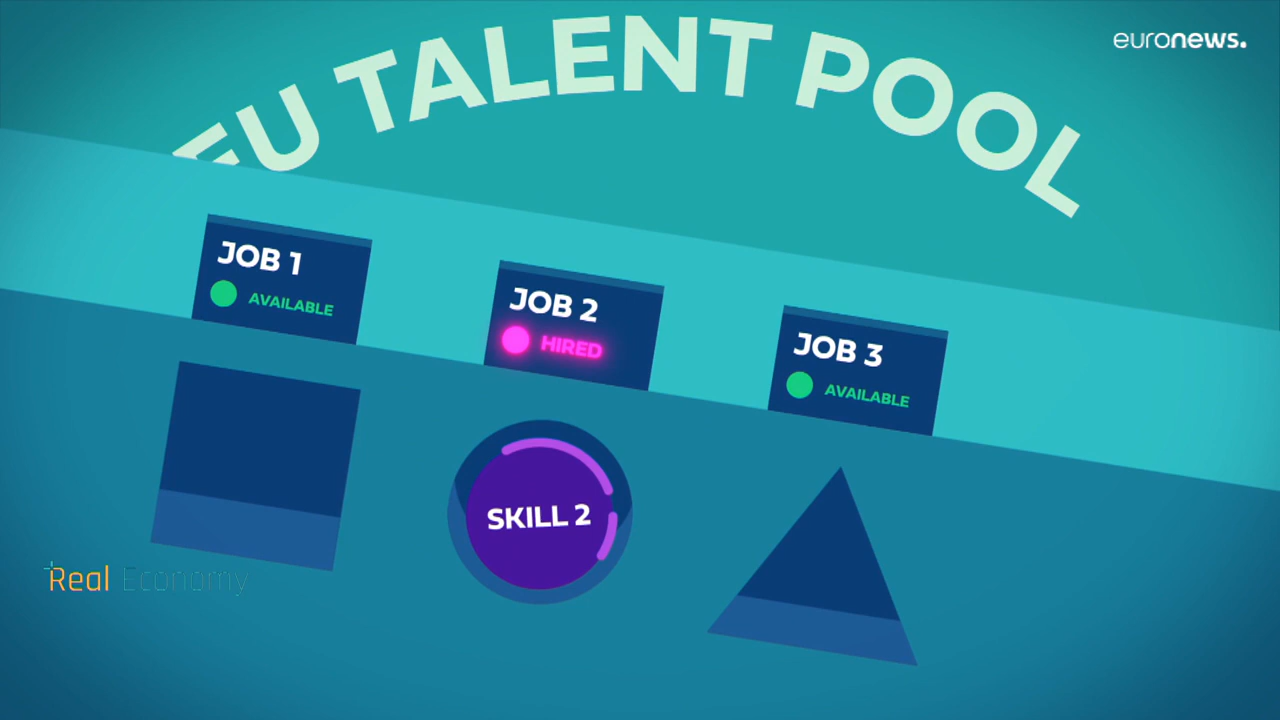 euronews.
EU TALENT POOL
JOB 1
AVAILABLE
JOB 2
HIRED
JOB 3
AVAILABLE
SKILL 2
Real Economy